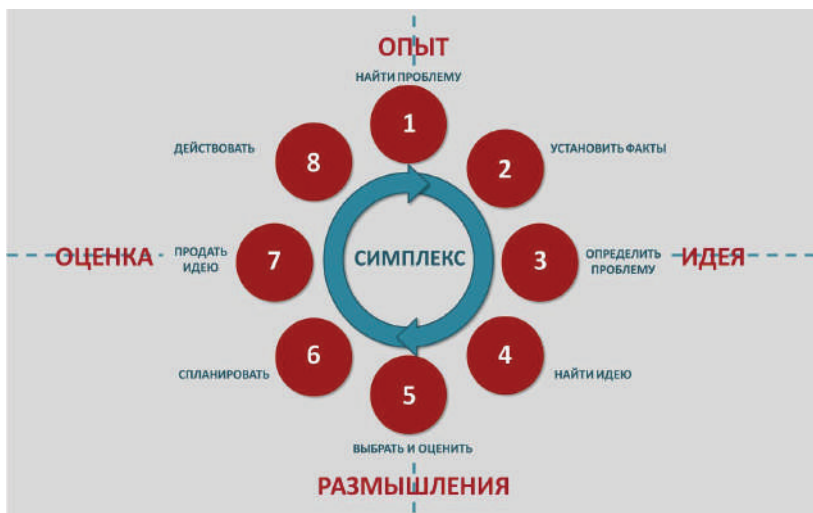 ОПЫТ
НАЙТИ ПРОБЛЕМУ
1
ДЕЙСТВОВАТЬ
8
2
УСТАНОВИТЬ ФАКТЫ
ОЦЕНКА
ПРОДАТЬ
ИДЕЮ
7
СИМПЛЕКС
3
ОПРЕДЕЛИТЬ
ПРОБЛЕМУ
ИДЕЯ
СПЛАНИРОВАТЬ
6
4
НАЙТИ ИДЕЮ
5
ВЫБРАТЬ И ОЦЕНИТЬ
РАЗМЫШЛЕНИЯ